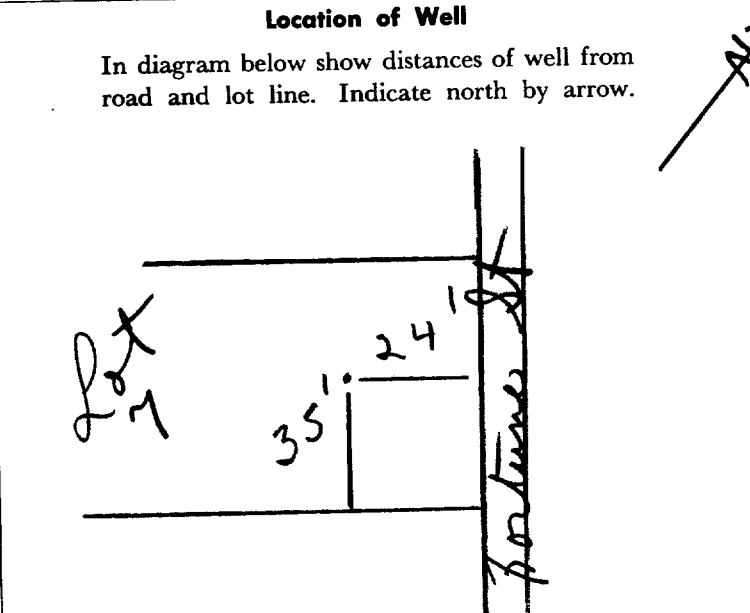 Location of Well
In diagram below show distances of well from
road and lot line. Indicate north by arrow.
Lot
7
24'
35'
Fortune St